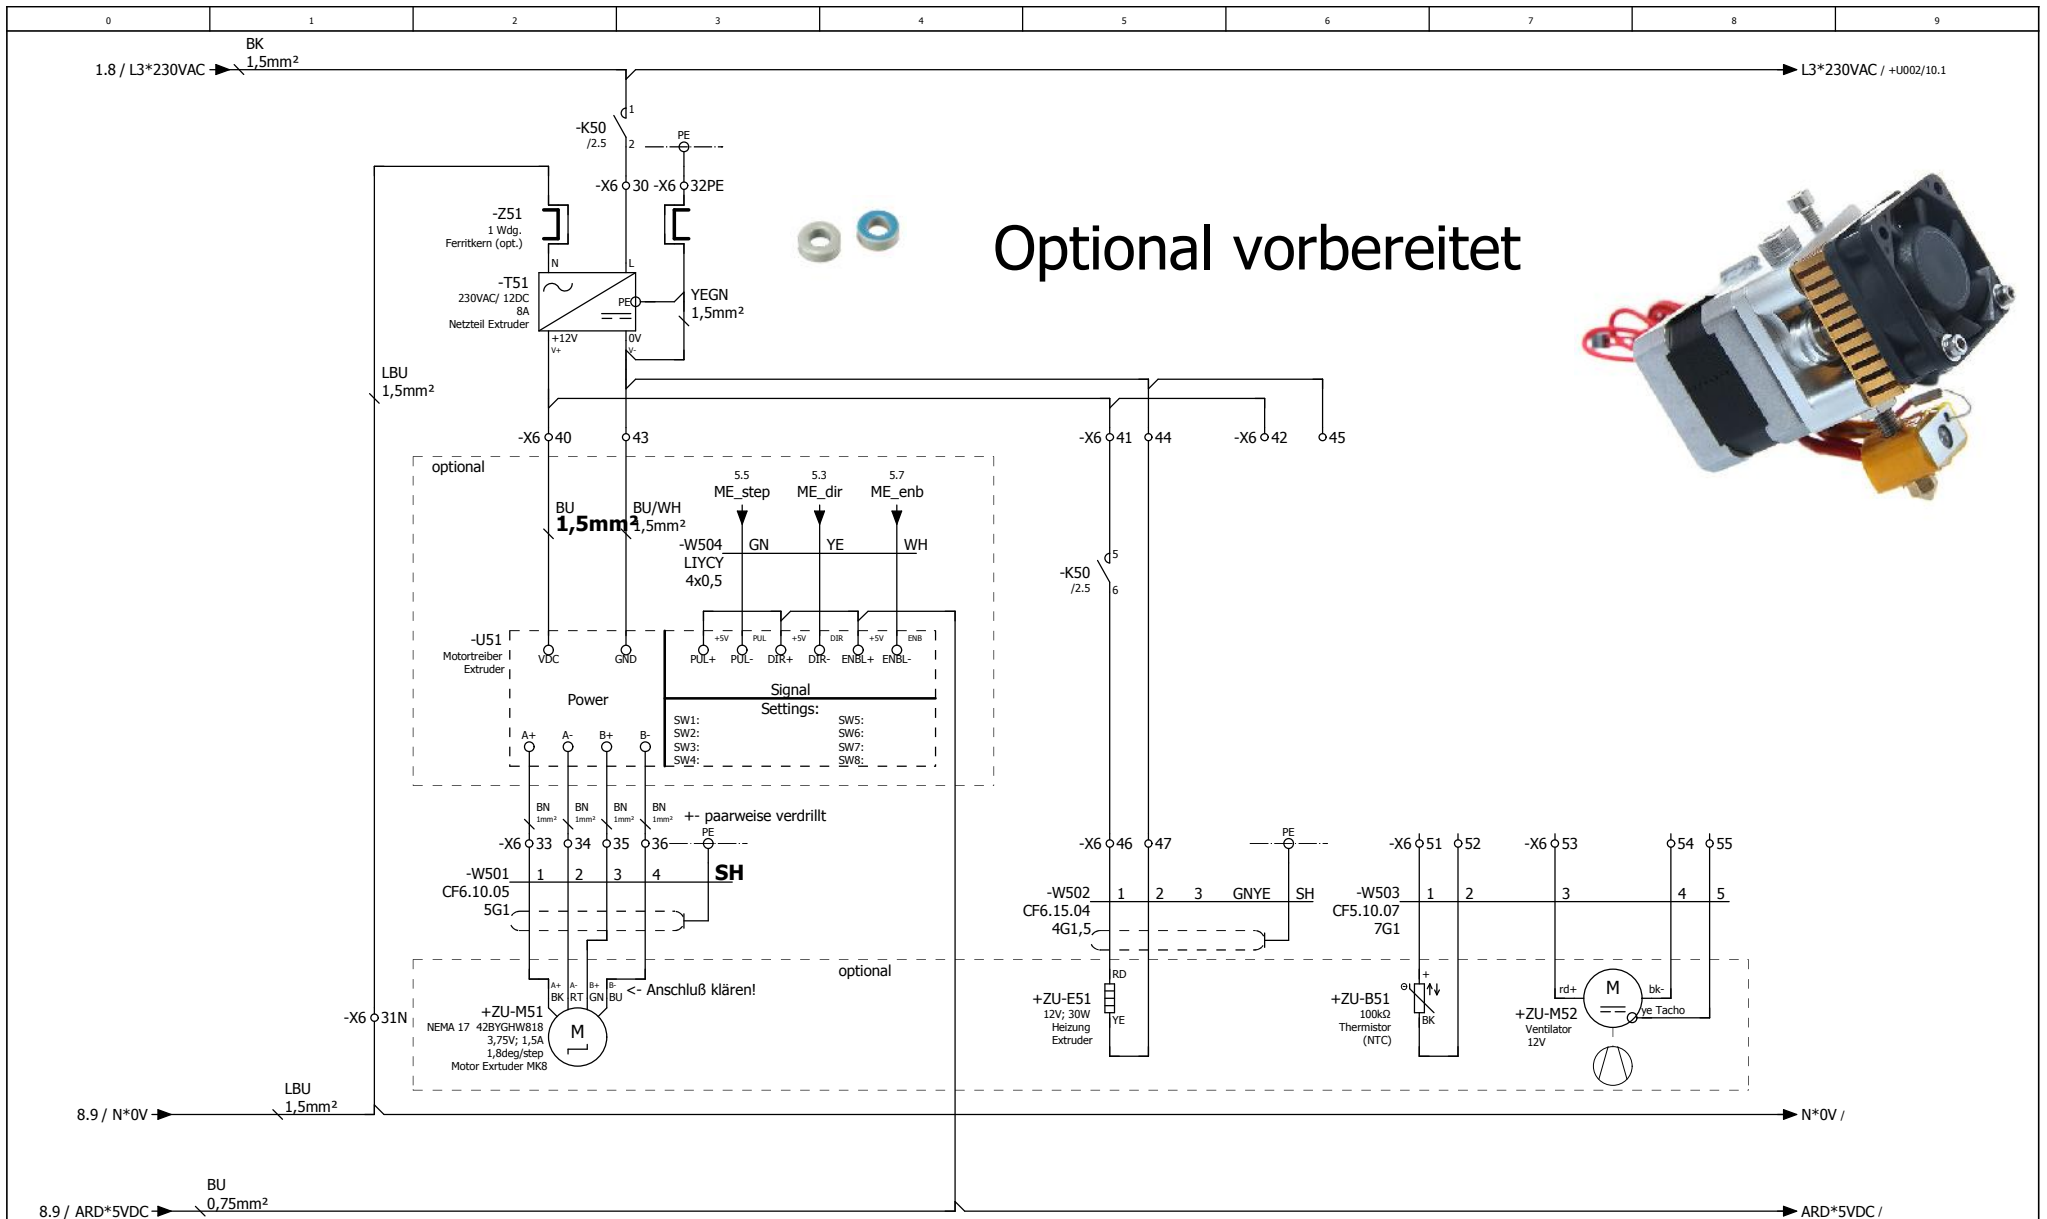 0 1 2 3 4 5 6 7 8 9
BK
1,5mm²
1.8 / L3*230VAC
L3*230VAC / +U002/10.1
-K50
/2.5
1
2
PE
-X6 30 -X6 32PE
-Z51
1 Wdg.
Ferritkern (opt.)
Optional vorbereitet
N L
-T51
230VAC/ 12DC
8A
Netzteil Extruder
PE
YEGN
1,5mm²
+12V 0V
V+ V-
LBU
1,5mm²
-X6 40 43 -X6 41 44 -X6 42 45
optional
5.5 5.3 5.7
ME_step ME_dir ME_enb
BU BU/WH
1,5mm² 1,5mm²
-W504 GN YE WH
LIYCY
4x0,5
-K50
/2.5
5
6
-U51
Motortreiber
Extruder
+5V PUL +5V DIR +5V ENB
VDC GND PUL+ PUL- DIR+ DIR- ENBL+ ENBL-
Power
Signal
Settings:
SW1: SW5:
SW2: SW6:
SW3: SW7:
SW4: SW8:
A+ A- B+ B-
BN BN BN BN
1mm² 1mm² 1mm² 1mm²
+- paarweise verdrillt
PE PE
-X6 33 34 35 36 -X6 46 47 -X6 51 52 -X6 53 54 55
-W501 1 2 3 4 SH
CF6.10.05
5G1
-W502 1 2 3 GNYE SH
CF6.15.04
4G1,5
-W503 1 2 3 4 5
CF5.10.07
7G1
optional
A+ A- B+ B-
BK RT GN BU
<- Anschluß klären!
+ZU-M51
NEMA 17 42BYGHW818
3,75V; 1,5A
1,8deg/step
Motor Exrtuder MK8
M
RD
+ZU-E51
12V; 30W
Heizung
Extruder
YE
+
+ZU-B51
100kΩ
Thermistor
(NTC)
BK
rd+ M bk-
ye Tacho
+ZU-M52
Ventilator
12V
-X6 31N
LBU
1,5mm²
8.9 / N*0V
N*0V /
BU
0,75mm²
8.9 / ARD*5VDC
ARD*5VDC /